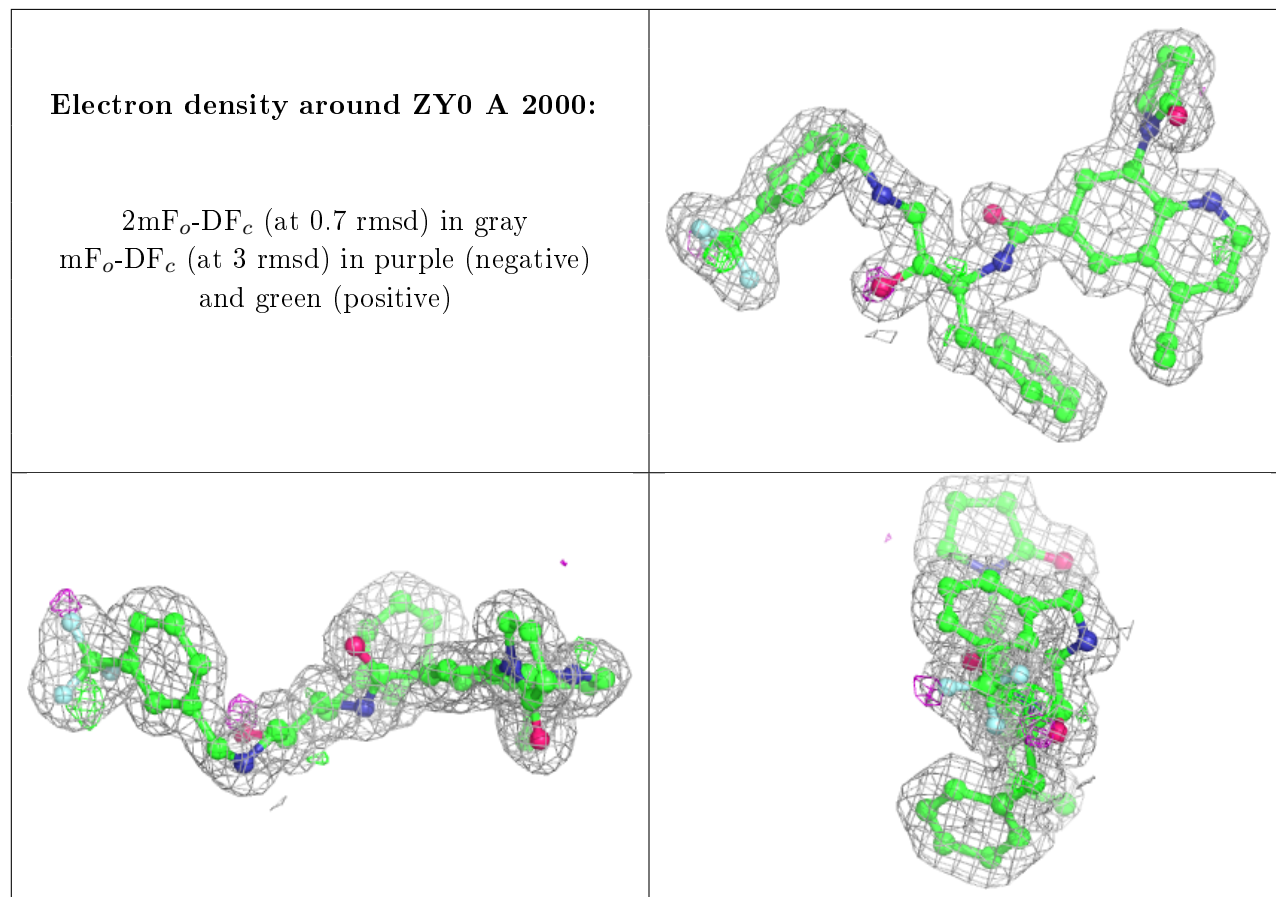 Electron density around ZY0 A 2000:
2mFo-DFc (at 0.7 rmsd) in gray
mFo-DFc (at 3 rmsd) in purple (negative)
and green (positive)